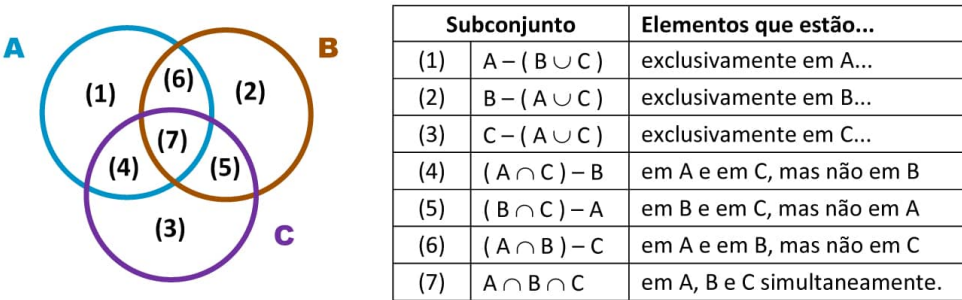 A
B
(1)
(6)
(2)
(7)
(4)
(5)
(3)
C
Subconjunto Elementos que estão...
(1) A – ( B ∪ C ) exclusivamente em A...
(2) B – ( A ∪ C ) exclusivamente em B...
(3) C – ( A ∪ C ) exclusivamente em C...
(4) ( A ∩ C ) – B em A e em C, mas não em B
(5) ( B ∩ C ) – A em B e em C, mas não em A
(6) ( A ∩ B ) – C em A e em B, mas não em C
(7) A ∩ B ∩ C em A, B e C simultaneamente.